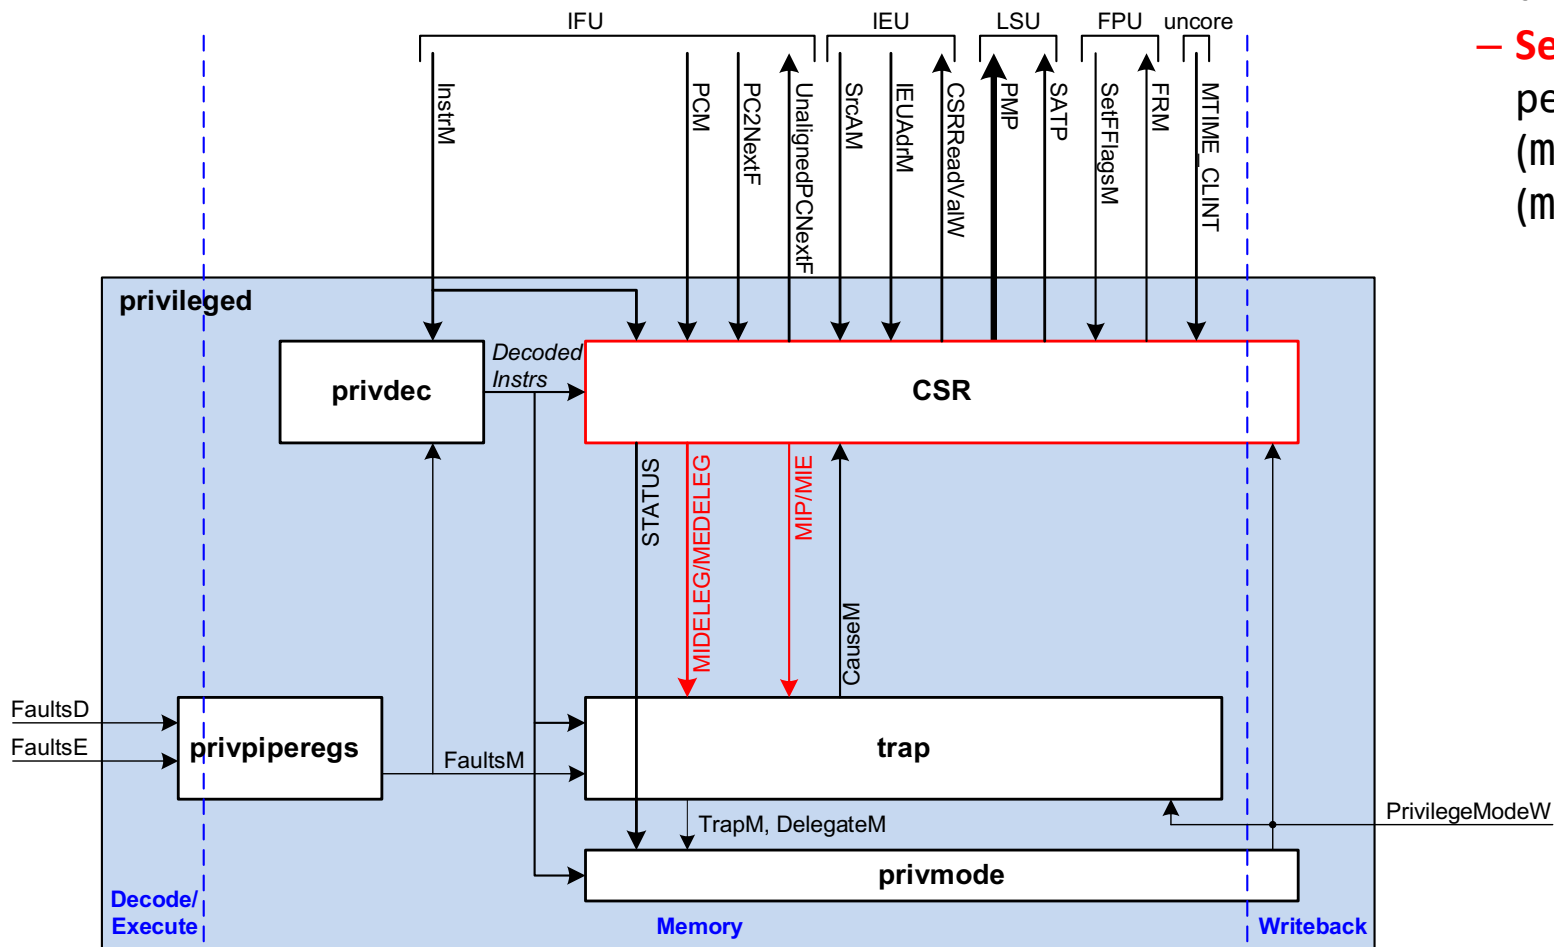 IFU
IEU
LSU
FPU
uncore
– Se
pe
(m
(m
InstrM
PCM
PC2NextF
UnalignedPCNextF
SrcAM
IEUAdrM
CSRReadValW
PMP
SATP
SetFFlagsM
FRM
MTIME_CLINT
privileged
Decoded
Instrs
privdec
CSR
STATUS
MIDELEG/MEDELEG
MIP/MIE
CauseM
FaultsD
FaultsE
privpiperegs
FaultsM
trap
TrapM, DelegateM
PrivilegeModeW
privmode
Decode/
Execute
Memory
Writeback